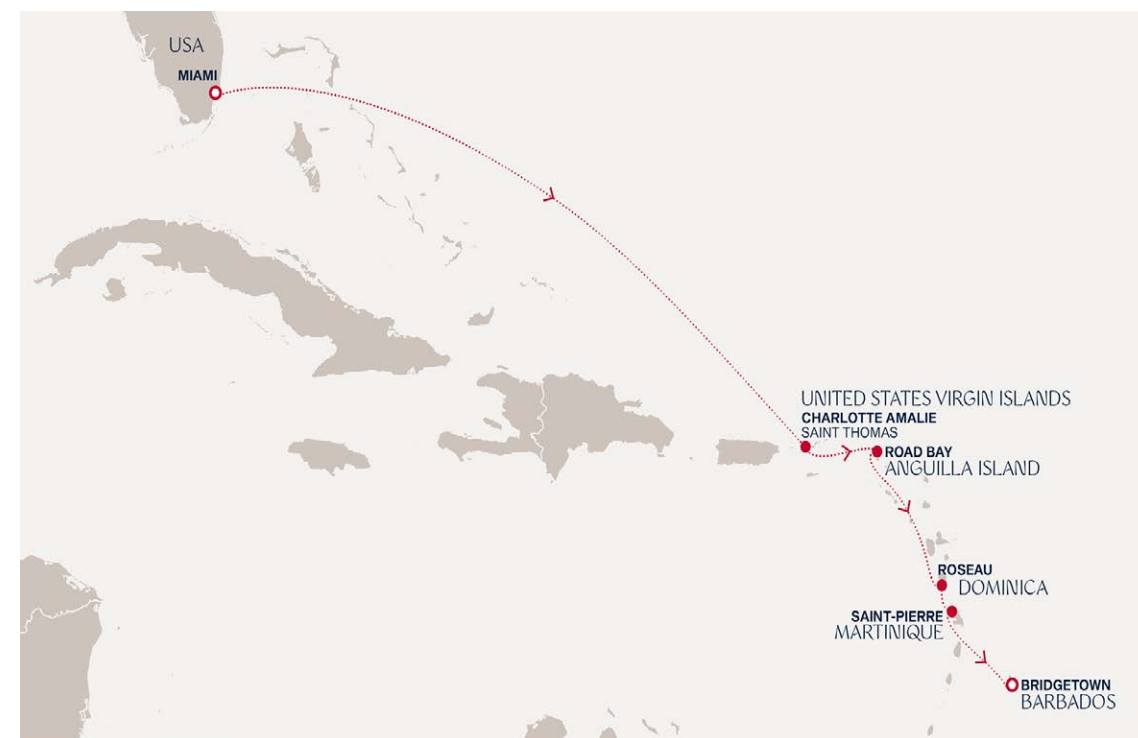 USA
MIAMI
UNITED STATES VIRGIN ISLANDS
CHARLOTTE AMALIE
SAINT THOMAS
ROAD BAY
ANGUILLA ISLAND
ROSEAU
DOMINICA
SAINT-PIERRE
MARTINIQUE
BRIDGETOWN
BARBADOS